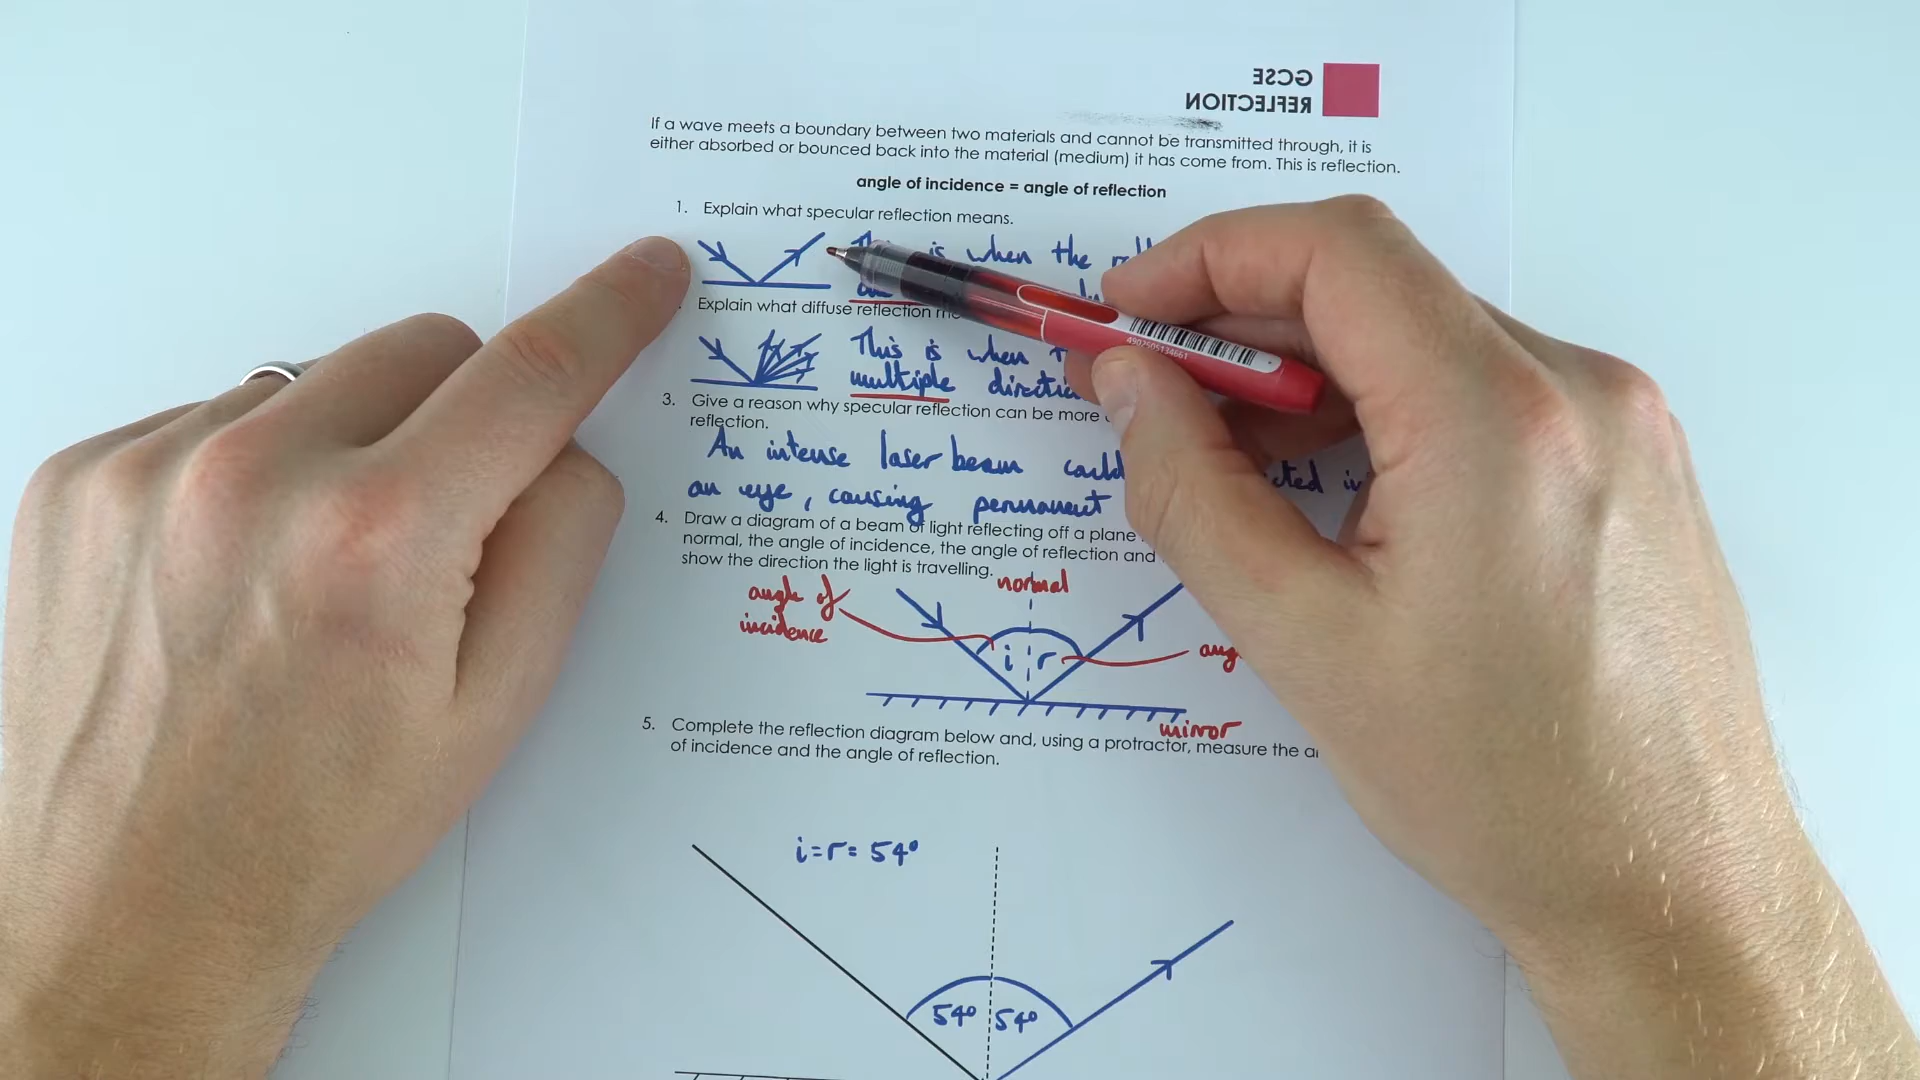 GCSE
REFLECTION
If a wave meets a boundary between two materials and cannot be transmitted through, it is
either absorbed or bounced back into the material (medium) it has come from. This is reflection.
angle of incidence = angle of reflection
1. Explain what specular reflection means.
is when the
Explain what diffuse reflection
This is when
multiple
4902505134661
3. Give a reason why specular reflection can be more
reflection.
An intense laser beam could
an eye, causing permanent
4. Draw a diagram of a beam of light reflecting off a plane
normal, the angle of incidence, the angle of reflection and
show the direction the light is travelling.
normal
angle of
incidence
i r
mirror
5. Complete the reflection diagram below and, using a protractor, measure the
of incidence and the angle of reflection.
i=r= 54°
54° 54°